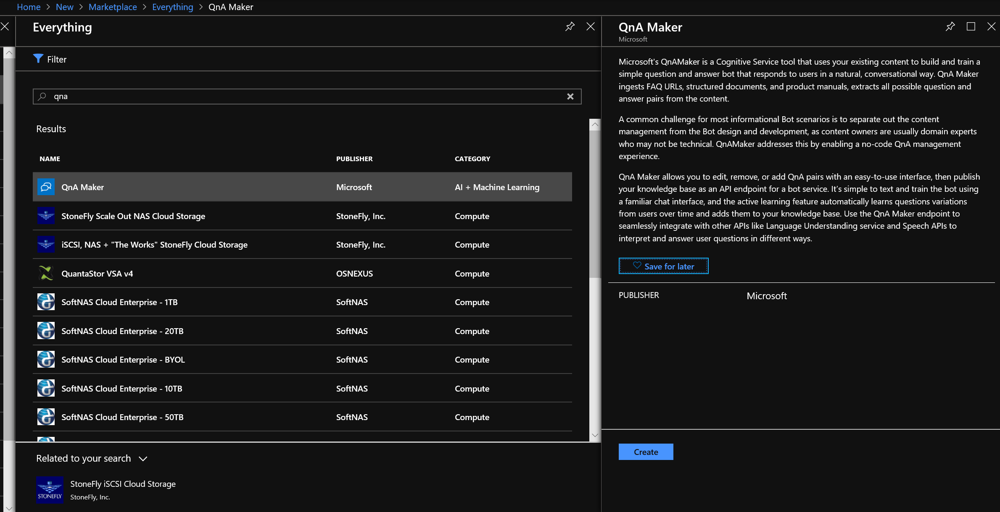 Home > New > Marketplace > Everything > QnA Maker
Everything
Filter
qna
Results
NAME PUBLISHER CATEGORY
QnA Maker Microsoft AI + Machine Learning
StoneFly Scale Out NAS Cloud Storage StoneFly, Inc. Compute
iSCSI, NAS + "The Works" StoneFly Cloud Storage StoneFly, Inc. Compute
QuantaStor VSA v4 OSNEXUS Compute
SoftNAS Cloud Enterprise - 1TB SoftNAS Compute
SoftNAS Cloud Enterprise - 20TB SoftNAS Compute
SoftNAS Cloud Enterprise - BYOL SoftNAS Compute
SoftNAS Cloud Enterprise - 10TB SoftNAS Compute
SoftNAS Cloud Enterprise - 50TB SoftNAS Compute
Related to your search
STONEFLY
StoneFly iSCSI Cloud Storage
StoneFly, Inc.
QnA Maker
Microsoft
Microsoft's QnAMaker is a Cognitive Service tool that uses your existing content to build and train a
simple question and answer bot that responds to users in a natural, conversational way. QnA Maker
ingests FAQ URLs, structured documents, and product manuals, extracts all possible question and
answer pairs from the content.
A common challenge for most informational Bot scenarios is to separate out the content
management from the Bot design and development, as content owners are usually domain experts
who may not be technical. QnAMaker addresses this by enabling a no-code QnA management
experience.
QnA Maker allows you to edit, remove, or add QnA pairs with an easy-to-use interface, then publish
your knowledge base as an API endpoint for a bot service. It’s simple to text and train the bot using
a familiar chat interface, and the active learning feature automatically learns questions variations
from users over time and adds them to your knowledge base. Use the QnA Maker endpoint to
seamlessly integrate with other APIs like Language Understanding service and Speech APIs to
interpret and answer user questions in different ways.
Save for later
PUBLISHER Microsoft
Create